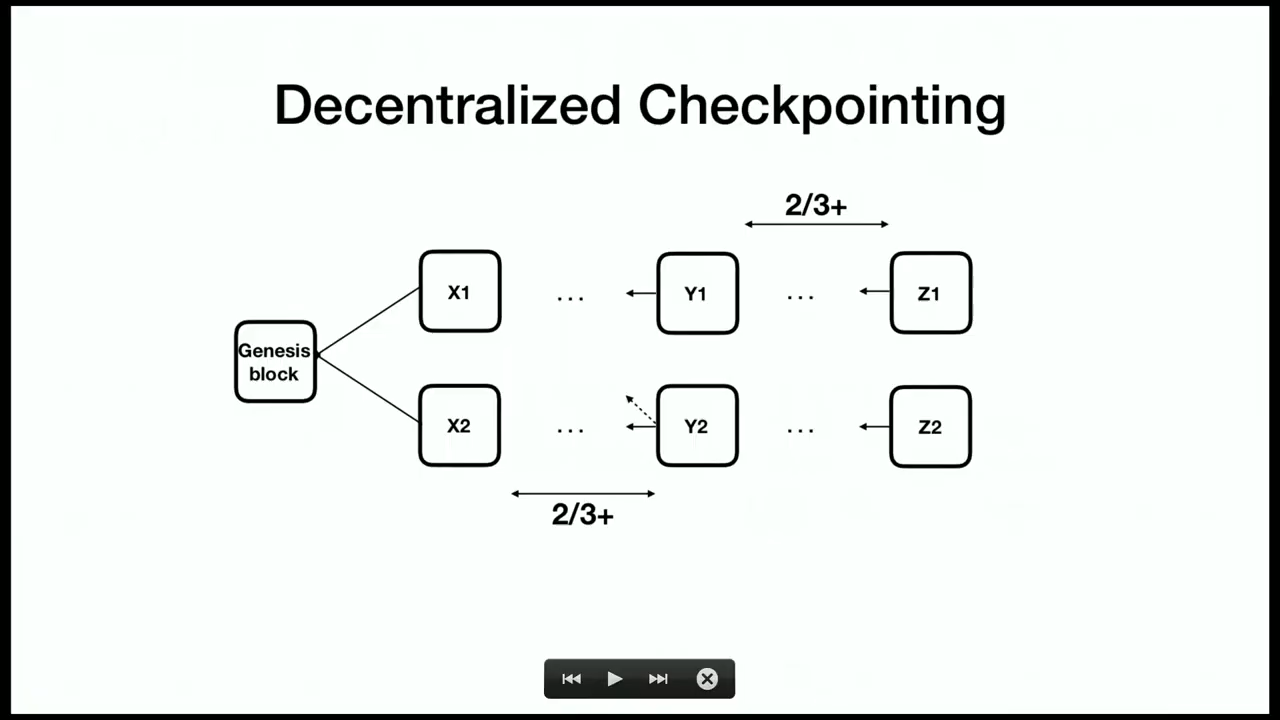 Decentralized Checkpointing
2/3+
X1
...
Y1
...
Z1
Genesis
block
X2
...
Y2
...
Z2
2/3+